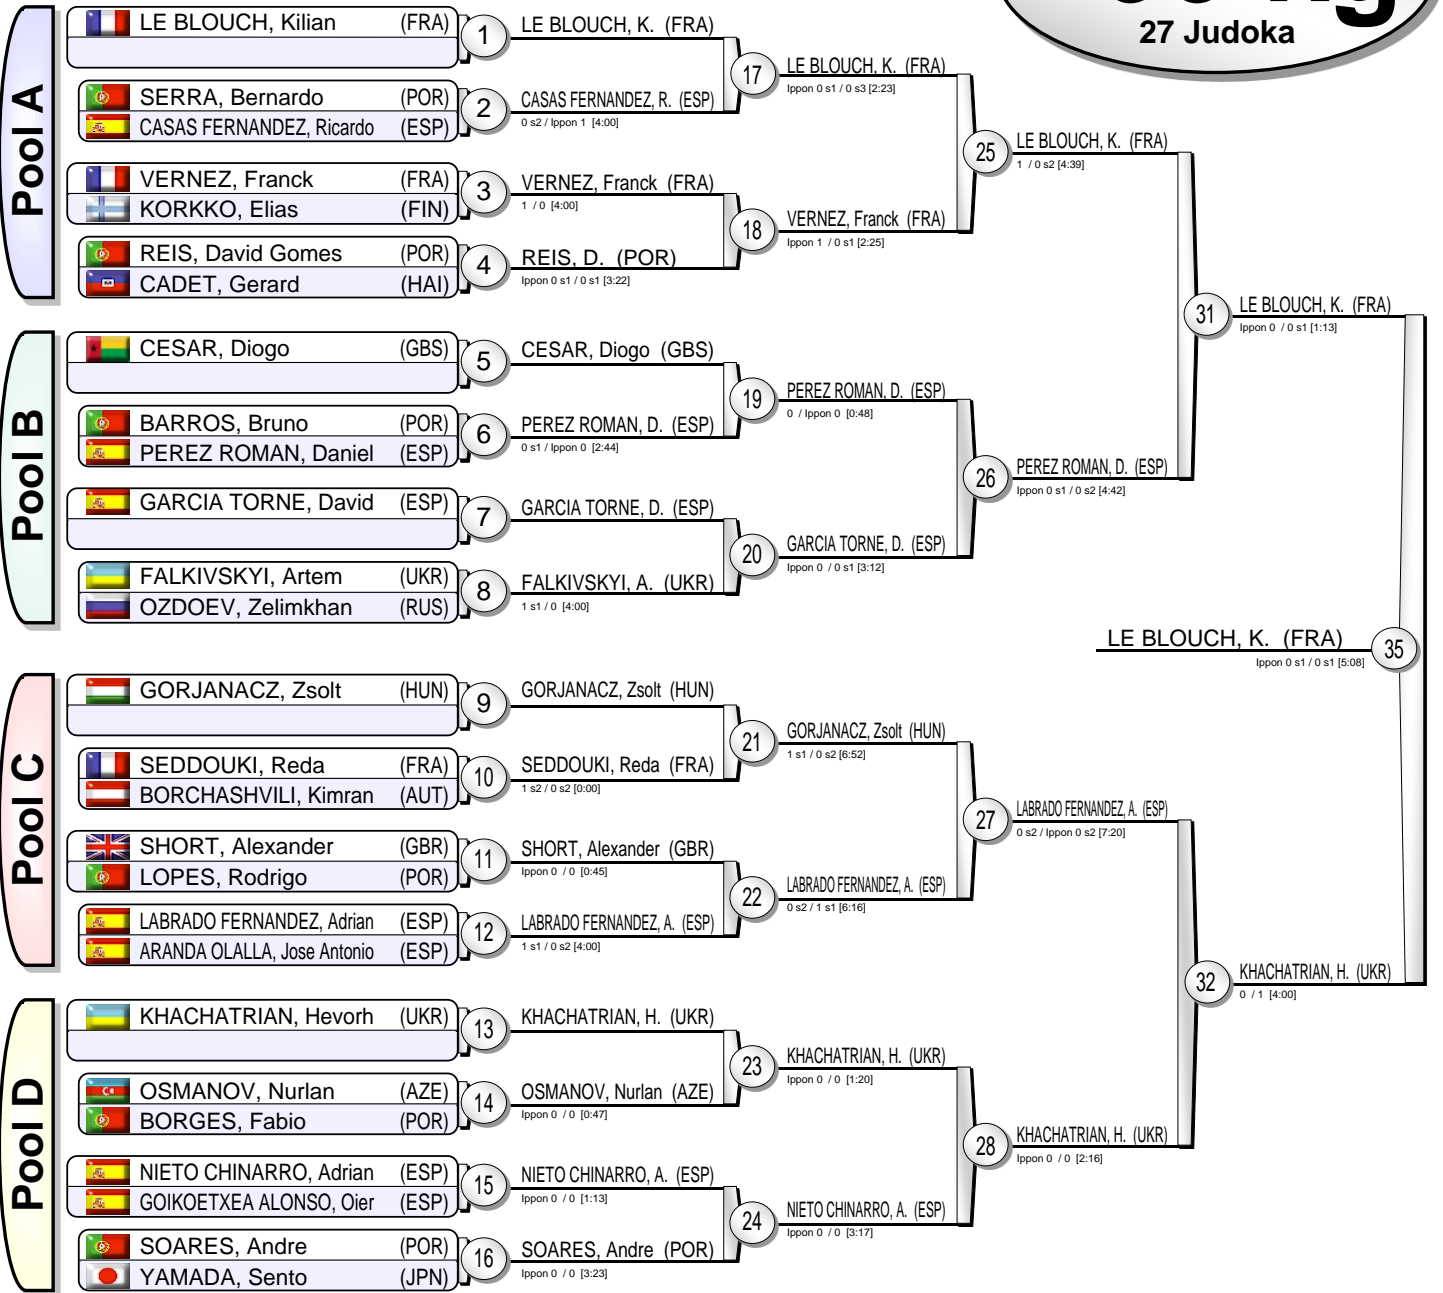 27 Judoka
Pool A
LE BLOUCH, Kilian (FRA)
1
LE BLOUCH, K. (FRA)
SERRA, Bernardo (POR)
CASAS FERNANDEZ, Ricardo (ESP)
2
CASAS FERNANDEZ, R. (ESP)
0 s2 / Ippon 1 [4:00]
17
LE BLOUCH, K. (FRA)
Ippon 0 s1 / 0 s3 [2:23]
VERNEZ, Franck (FRA)
KORKKO, Elias (FIN)
3
VERNEZ, Franck (FRA)
1 / 0 [4:00]
REIS, David Gomes (POR)
CADET, Gerard (HAI)
4
REIS, D. (POR)
Ippon 0 s1 / 0 s1 [3:22]
18
VERNEZ, Franck (FRA)
Ippon 1 / 0 s1 [2:25]
25
LE BLOUCH, K. (FRA)
1 / 0 s2 [4:39]
Pool B
CESAR, Diogo (GBS)
5
CESAR, Diogo (GBS)
BARROS, Bruno (POR)
PEREZ ROMAN, Daniel (ESP)
6
PEREZ ROMAN, D. (ESP)
0 s1 / Ippon 0 [2:44]
19
PEREZ ROMAN, D. (ESP)
0 / Ippon 0 [0:48]
GARCIA TORNE, David (ESP)
7
GARCIA TORNE, D. (ESP)
FALKIVSKYI, Artem (UKR)
OZDOEV, Zelimkhan (RUS)
8
FALKIVSKYI, A. (UKR)
1 s1 / 0 [4:00]
20
GARCIA TORNE, D. (ESP)
Ippon 0 / 0 s1 [3:12]
26
PEREZ ROMAN, D. (ESP)
Ippon 0 s1 / 0 s2 [4:42]
31
LE BLOUCH, K. (FRA)
Ippon 0 / 0 s1 [1:13]
LE BLOUCH, K. (FRA)
35
Ippon 0 s1 / 0 s1 [5:08]
Pool C
GORJANACZ, Zsolt (HUN)
9
GORJANACZ, Zsolt (HUN)
SEDDOUKI, Reda (FRA)
BORCHASHVILI, Kimran (AUT)
10
SEDDOUKI, Reda (FRA)
1 s2 / 0 s2 [0:00]
21
GORJANACZ, Zsolt (HUN)
1 s1 / 0 s2 [6:52]
SHORT, Alexander (GBR)
LOPES, Rodrigo (POR)
11
SHORT, Alexander (GBR)
Ippon 0 / 0 [0:45]
LABRADO FERNANDEZ, Adrian (ESP)
ARANDA OLALLA, Jose Antonio (ESP)
12
LABRADO FERNANDEZ, A. (ESP)
1 s1 / 0 s2 [4:00]
22
LABRADO FERNANDEZ, A. (ESP)
0 s2 / 1 s1 [6:16]
27
LABRADO FERNANDEZ, A. (ESP)
0 s2 / Ippon 0 s2 [7:20]
Pool D
KHACHATRIAN, Hevorh (UKR)
13
KHACHATRIAN, H. (UKR)
OSMANOV, Nurlan (AZE)
BORGES, Fabio (POR)
14
OSMANOV, Nurlan (AZE)
Ippon 0 / 0 [0:47]
23
KHACHATRIAN, H. (UKR)
Ippon 0 / 0 [1:20]
NIETO CHINARRO, Adrian (ESP)
GOIKOETXEA ALONSO, Oier (ESP)
15
NIETO CHINARRO, A. (ESP)
Ippon 0 / 0 [1:13]
SOARES, Andre (POR)
YAMADA, Sento (JPN)
16
SOARES, Andre (POR)
Ippon 0 / 0 [3:23]
24
NIETO CHINARRO, A. (ESP)
Ippon 0 / 0 [3:17]
28
KHACHATRIAN, H. (UKR)
Ippon 0 / 0 [2:16]
32
KHACHATRIAN, H. (UKR)
0 / 1 [4:00]